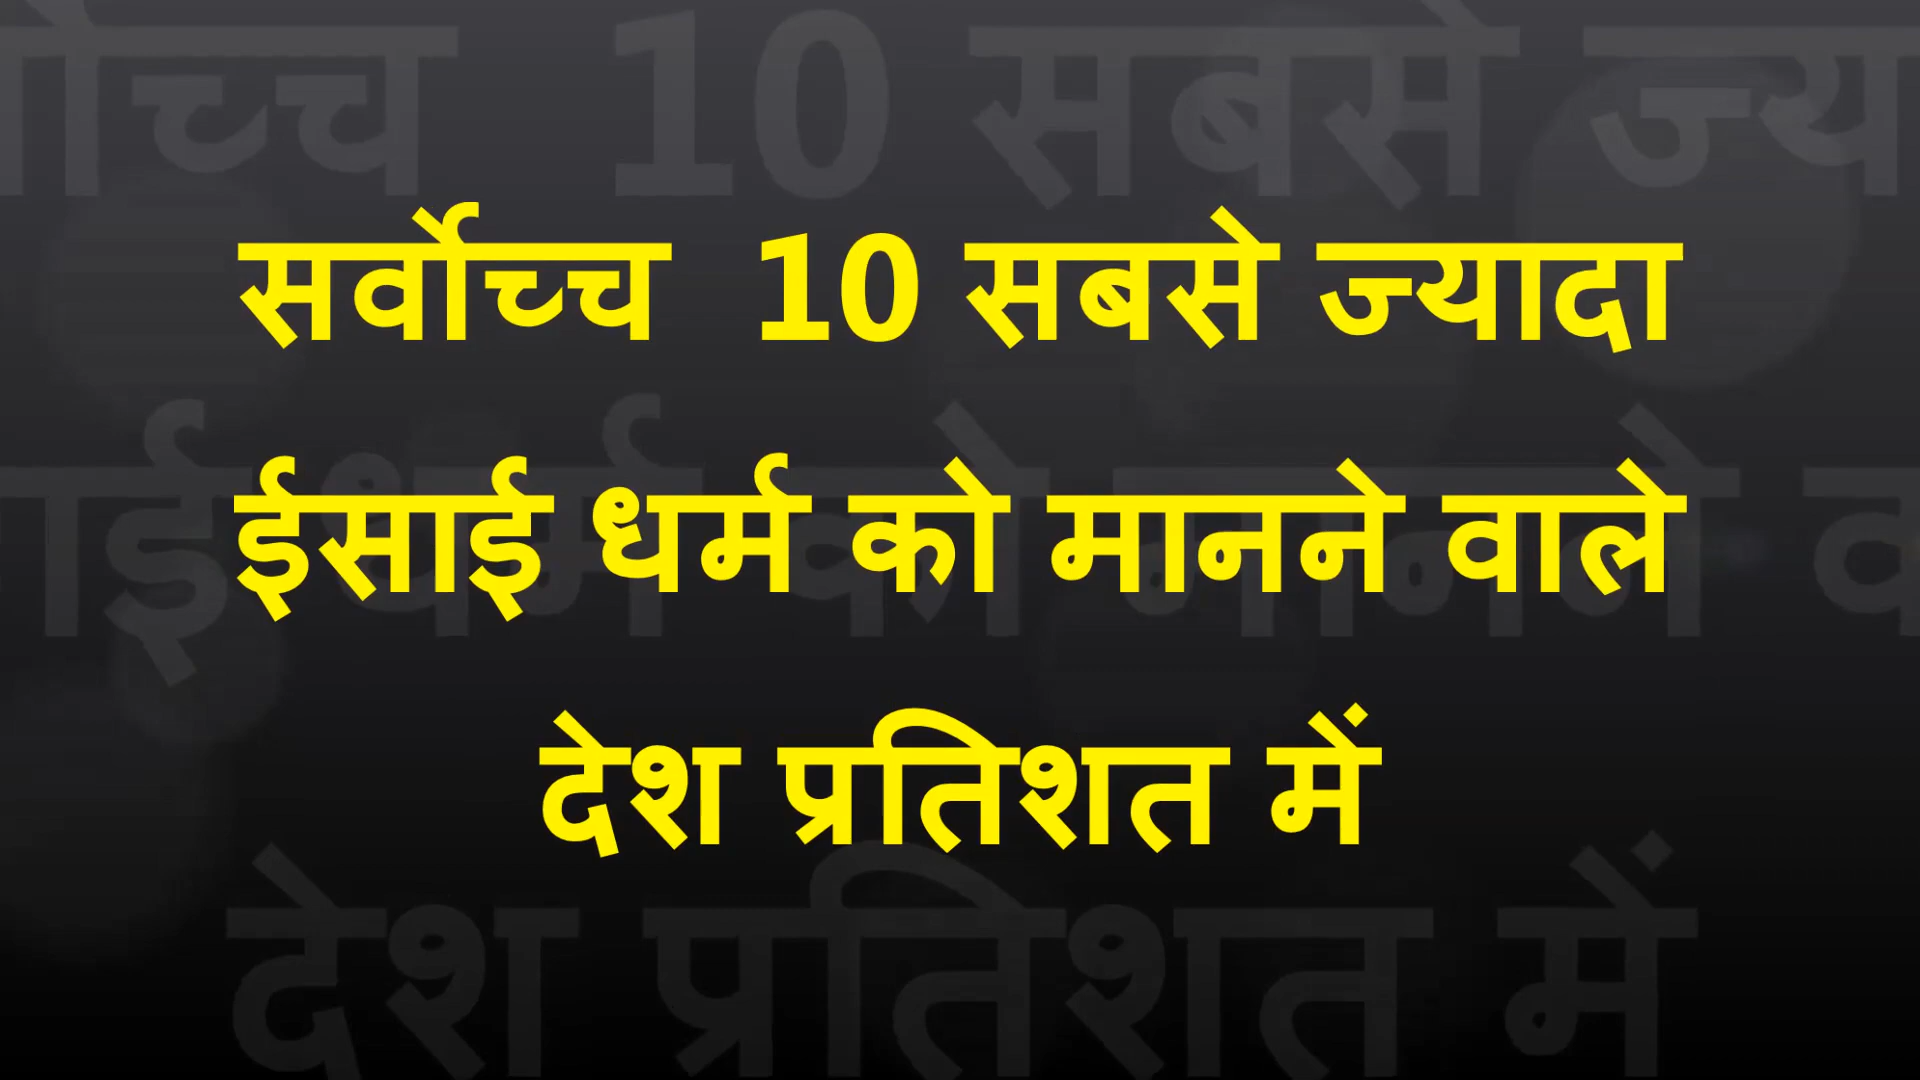 सर्वोच्च 10 सबसे ज्यादा
ईसाई धर्म को मानने वाले
देश प्रतिशत में